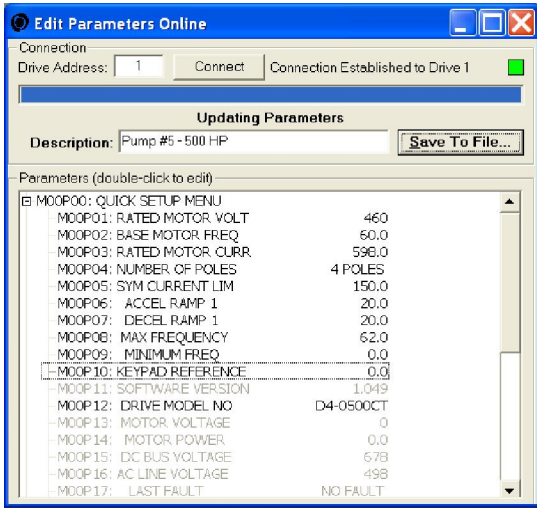 Edit Parameters Online
Connection
Drive Address: 1 Connect Connection Established to Drive 1
Updating Parameters
Description: Pump #5 - 500 HP Save To File...
Parameters (double-click to edit)
M00P00: QUICK SETUP MENU
M00P01: RATED MOTOR VOLT 460
M00P02: BASE MOTOR FREQ 60.0
M00P03: RATED MOTOR CURR 598.0
M00P04: NUMBER OF POLES 4 POLES
M00P05: SYM CURRENT LIM 150.0
M00P06: ACCEL RAMP 1 20.0
M00P07: DECEL RAMP 1 20.0
M00P08: MAX FREQUENCY 62.0
M00P09: MINIMUM FREQ 0.0
M00P10: KEYPAD REFERENCE 0.0
M00P11: SOFTWARE VERSION 1.049
M00P12: DRIVE MODEL NO D4-0500CT
M00P13: MOTOR VOLTAGE 0
M00P14: MOTOR POWER 0.0
M00P15: DC BUS VOLTAGE 678
M00P16: AC LINE VOLTAGE 498
M00P17: LAST FAULT NO FAULT